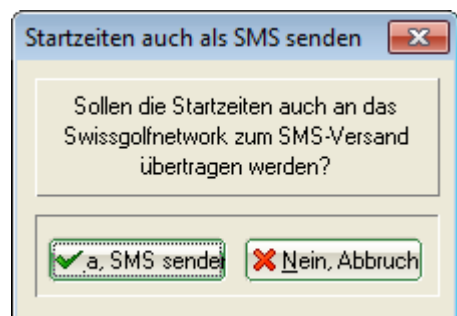 Startzeiten auch als SMS senden
Sollen die Startzeiten auch an das
Swissgolfnetwork zum SMS-Versand
übertragen werden?
a, SMS sende
Nein, Abbruch